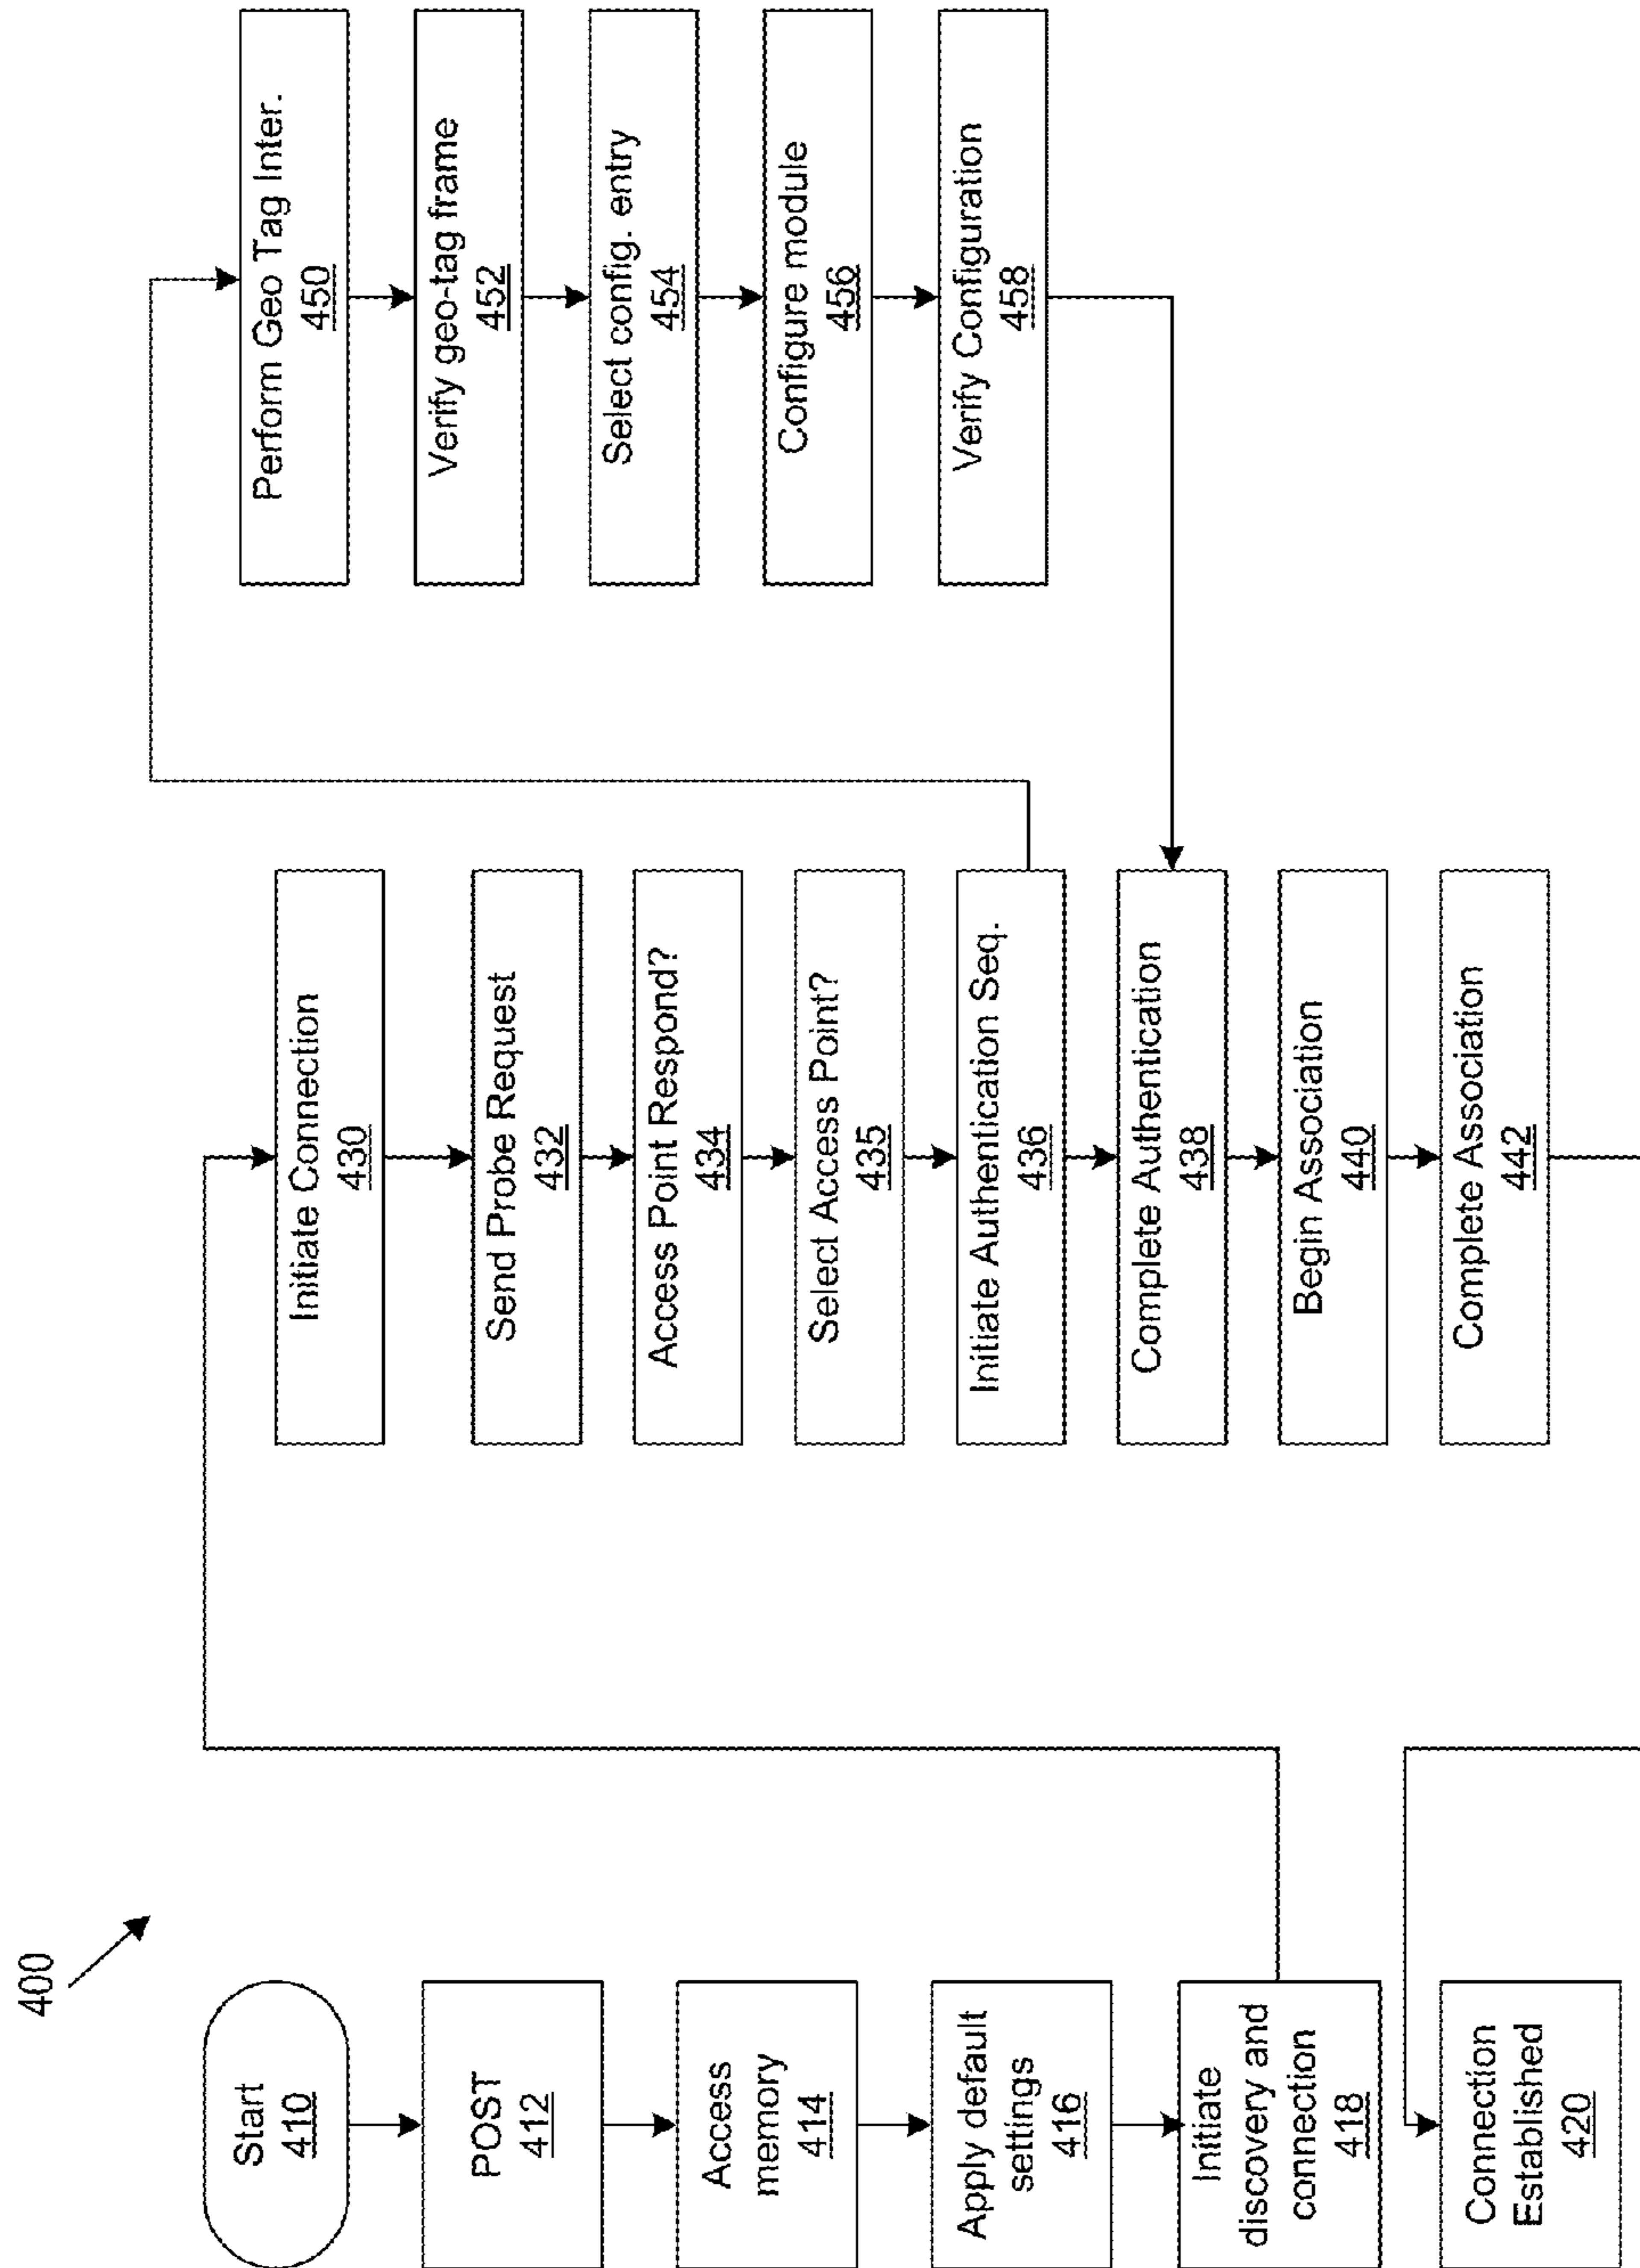 400
Start
410
POST
412
Access
memory
414
Apply default
settings
416
Initiate
discovery and
connection
418
Connection
Established
420
Initiate Connection
430
Send Probe Request
432
Access Point Respond?
434
Select Access Point?
435
Initiate Authentication Seq.
436
Complete Authentication
438
Begin Association
440
Complete Association
442
Perform Geo Tag Inter.
450
Verify geo-tag frame
452
Select config. entry
454
Configure module
456
Verify Configuration
458